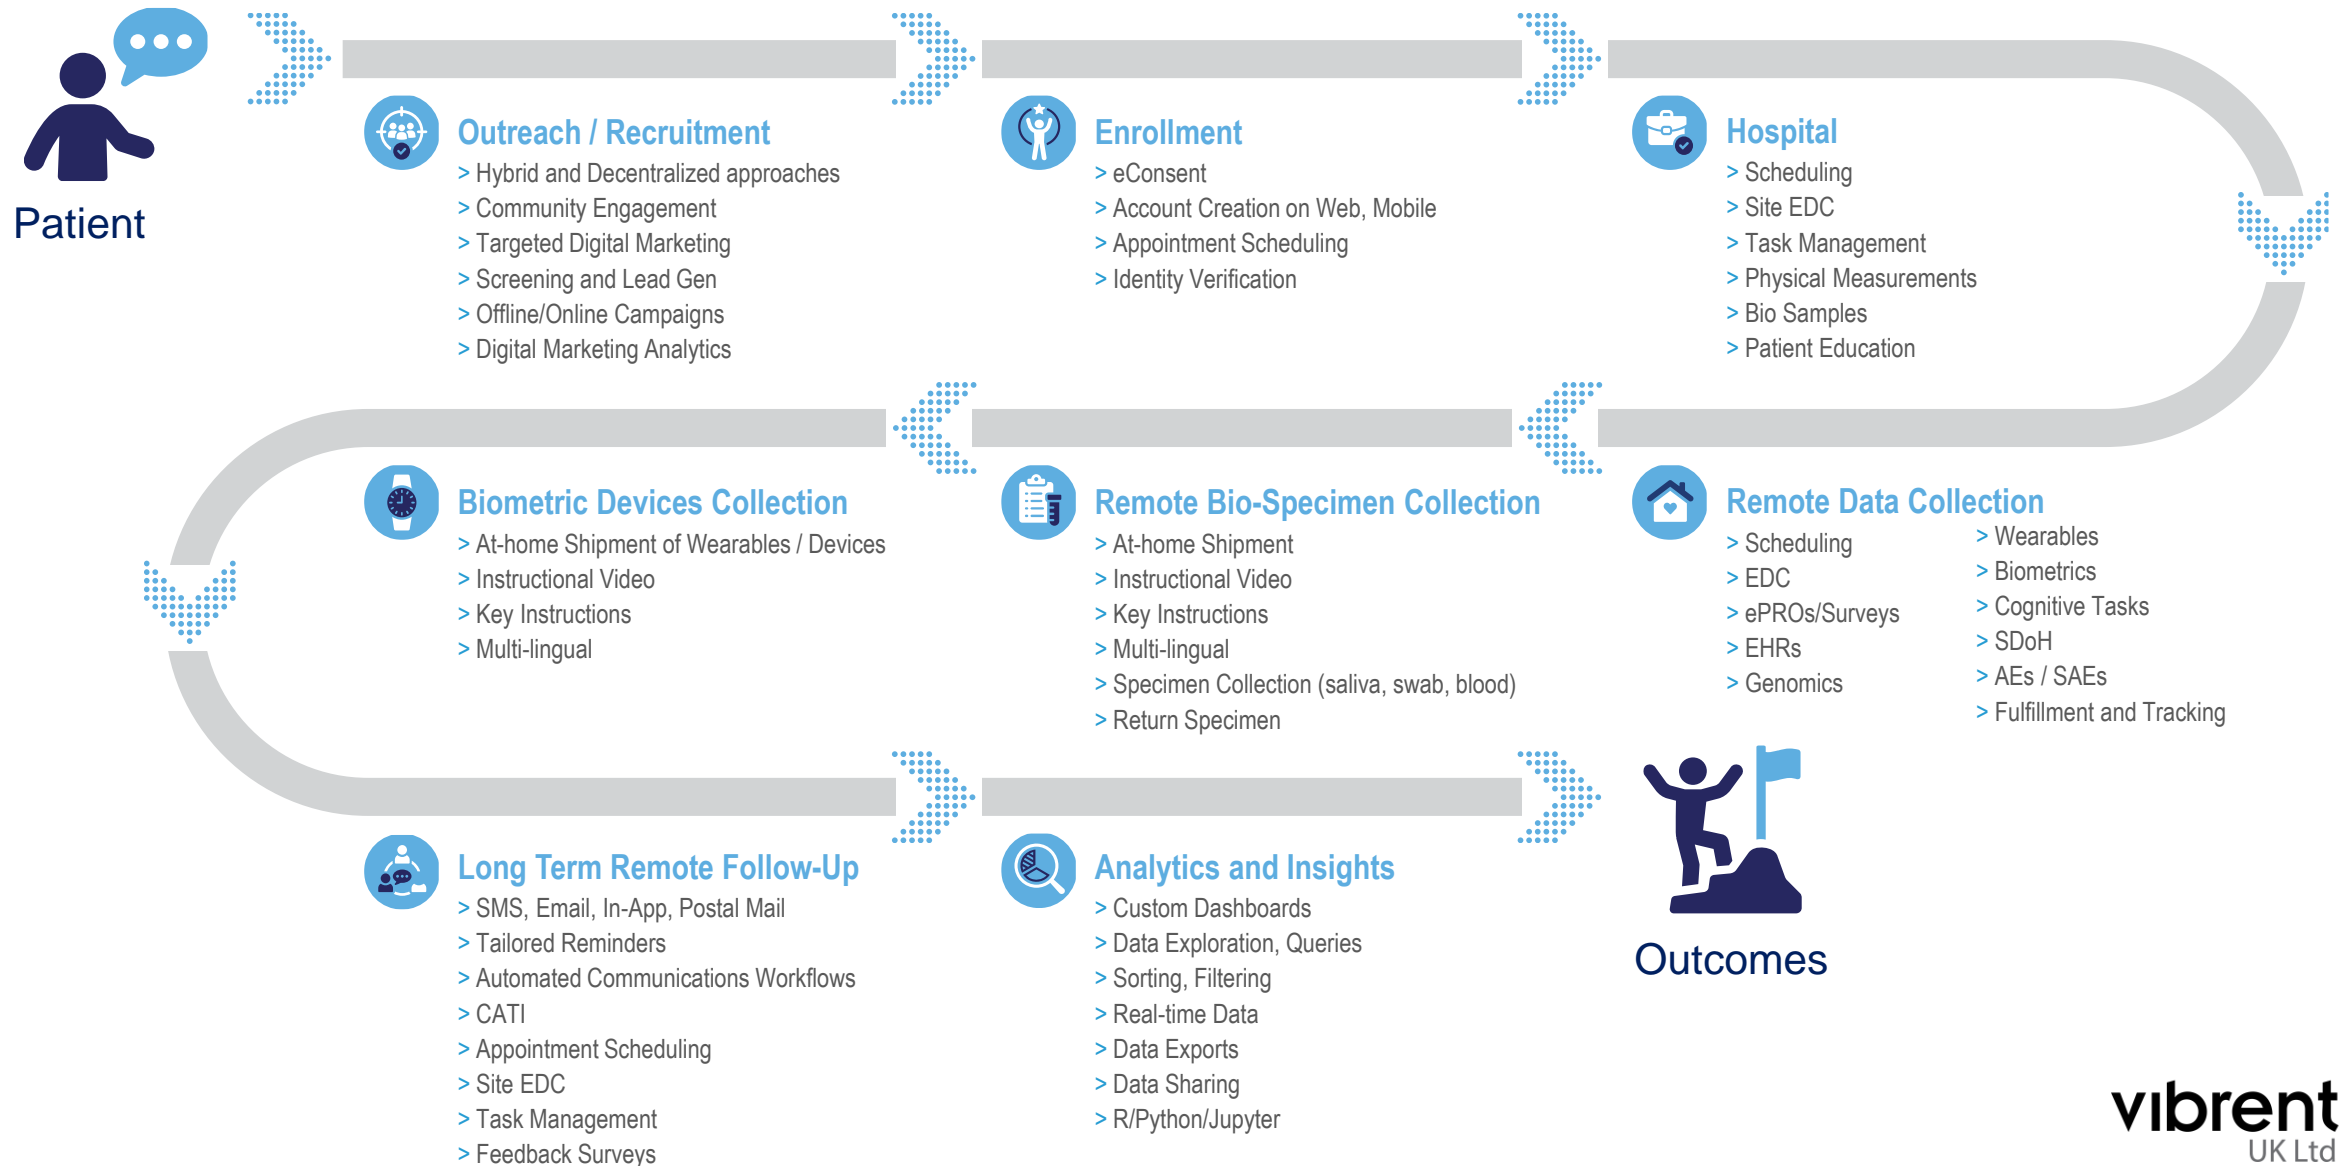 Patient
Outreach / Recruitment
> Hybrid and Decentralized approaches
> Community Engagement
> Targeted Digital Marketing
> Screening and Lead Gen
> Offline/Online Campaigns
> Digital Marketing Analytics
Enrollment
> eConsent
> Account Creation on Web, Mobile
> Appointment Scheduling
> Identity Verification
Hospital
> Scheduling
> Site EDC
> Task Management
> Physical Measurements
> Bio Samples
> Patient Education
Remote Data Collection
> Scheduling
> EDC
> ePROs/Surveys
> EHRs
> Genomics
> Wearables
> Biometrics
> Cognitive Tasks
> SDoH
> AEs / SAEs
> Fulfillment and Tracking
Remote Bio-Specimen Collection
> At-home Shipment
> Instructional Video
> Key Instructions
> Multi-lingual
> Specimen Collection (saliva, swab, blood)
> Return Specimen
Biometric Devices Collection
> At-home Shipment of Wearables / Devices
> Instructional Video
> Key Instructions
> Multi-lingual
Long Term Remote Follow-Up
> SMS, Email, In-App, Postal Mail
> Tailored Reminders
> Automated Communications Workflows
> CATI
> Appointment Scheduling
> Site EDC
> Task Management
> Feedback Surveys
Analytics and Insights
> Custom Dashboards
> Data Exploration, Queries
> Sorting, Filtering
> Real-time Data
> Data Exports
> Data Sharing
> R/Python/Jupyter
Outcomes
vibrent
UK Ltd